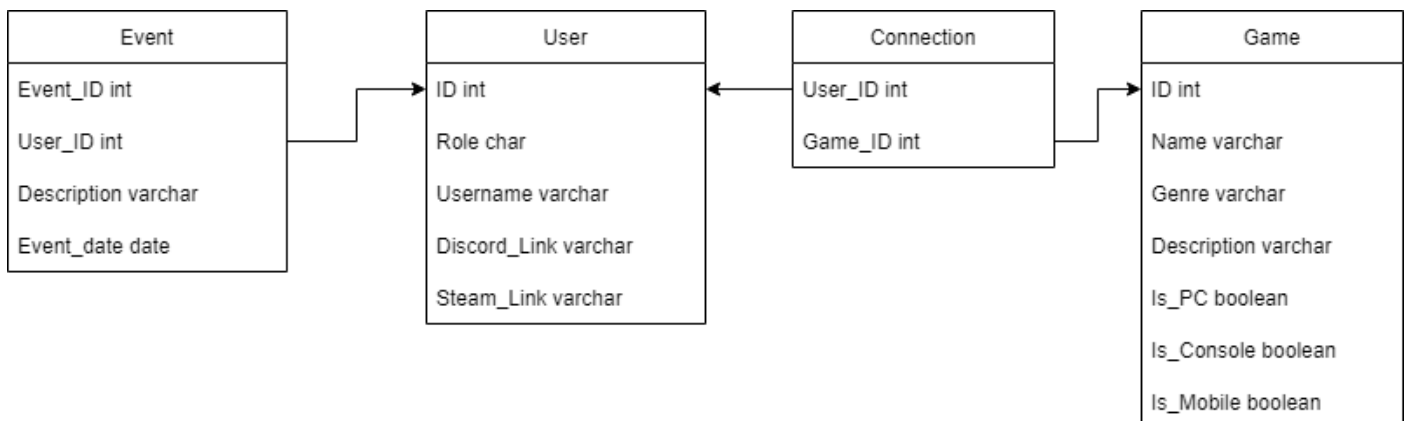 Event
Event_ID int
User_ID int
Description varchar
Event_date date
User
ID int
Role char
Username varchar
Discord_Link varchar
Steam_Link varchar
Connection
User_ID int
Game_ID int
Game
ID int
Name varchar
Genre varchar
Description varchar
Is_PC boolean
Is_Console boolean
Is_Mobile boolean